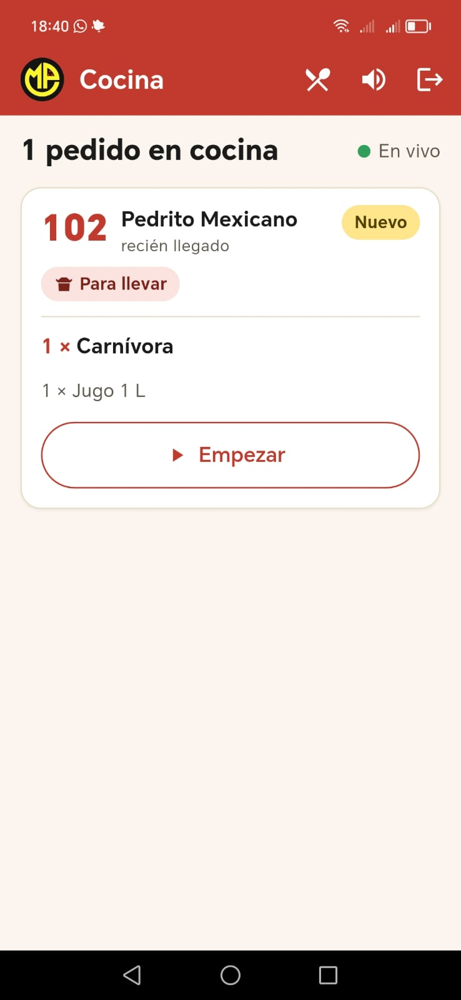 18:40
MP Cocina
1 pedido en cocina
En vivo
102
Pedrito Mexicano
Nuevo
recién llegado
Para llevar
1 × Carnívora
1 × Jugo 1 L
Empezar